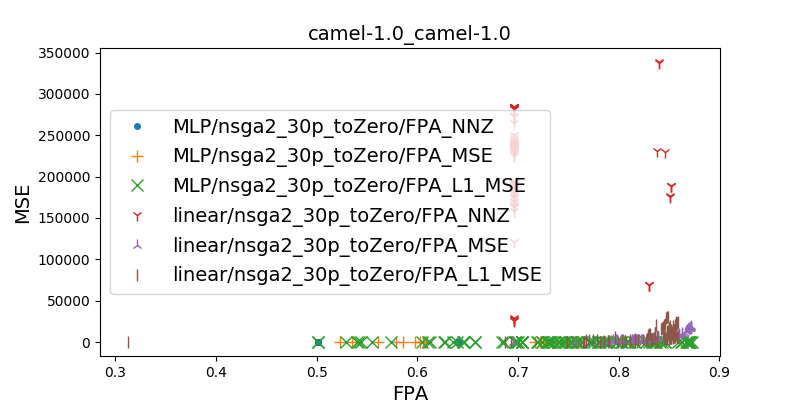 camel-1.0_camel-1.0
350000
300000
250000
200000
150000
100000
50000
0
MSE
MLP/nsga2_30p_toZero/FPA_NNZ
MLP/nsga2_30p_toZero/FPA_MSE
MLP/nsga2_30p_toZero/FPA_L1_MSE
linear/nsga2_30p_toZero/FPA_NNZ
linear/nsga2_30p_toZero/FPA_MSE
linear/nsga2_30p_toZero/FPA_L1_MSE
0.3 0.4 0.5 0.6 0.7 0.8 0.9
FPA